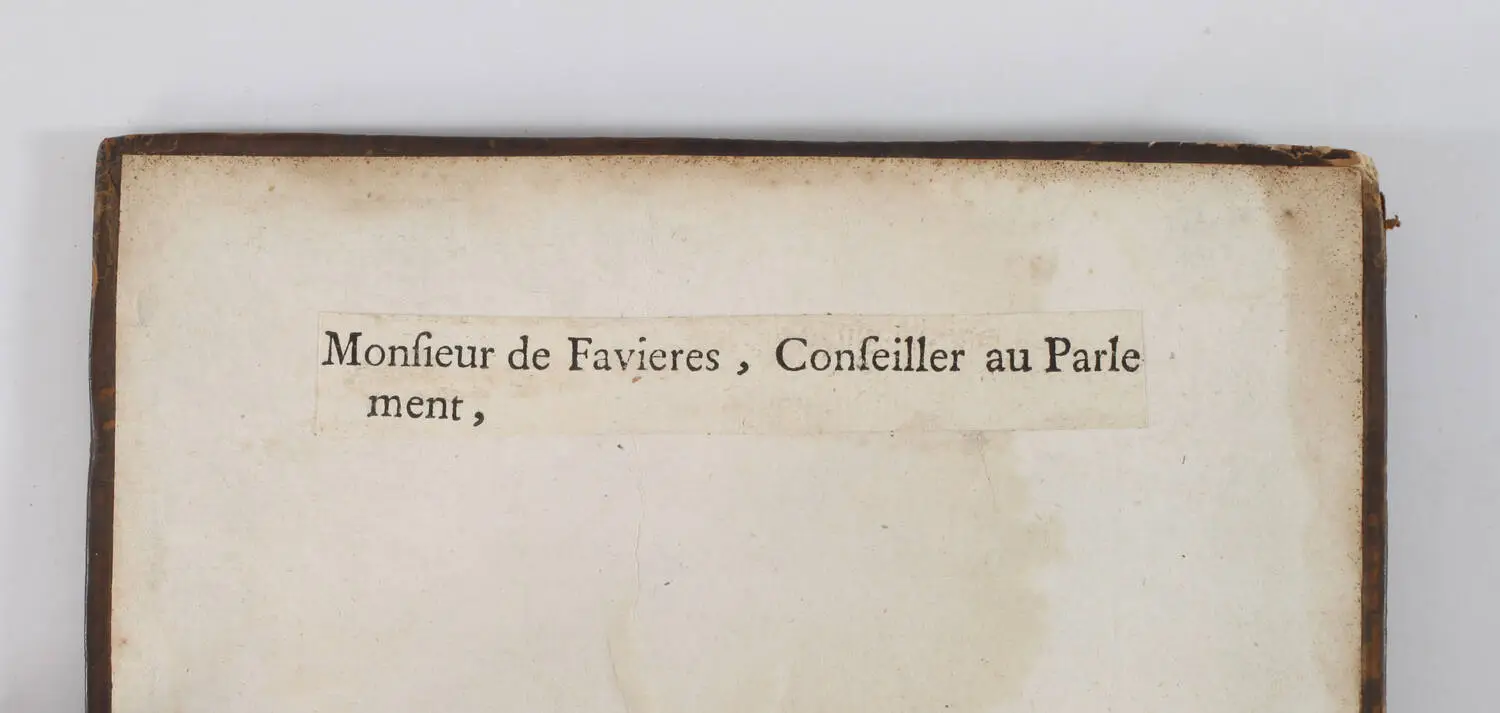 Monſieur de Favieres , Conſeiller au Parle
ment ,